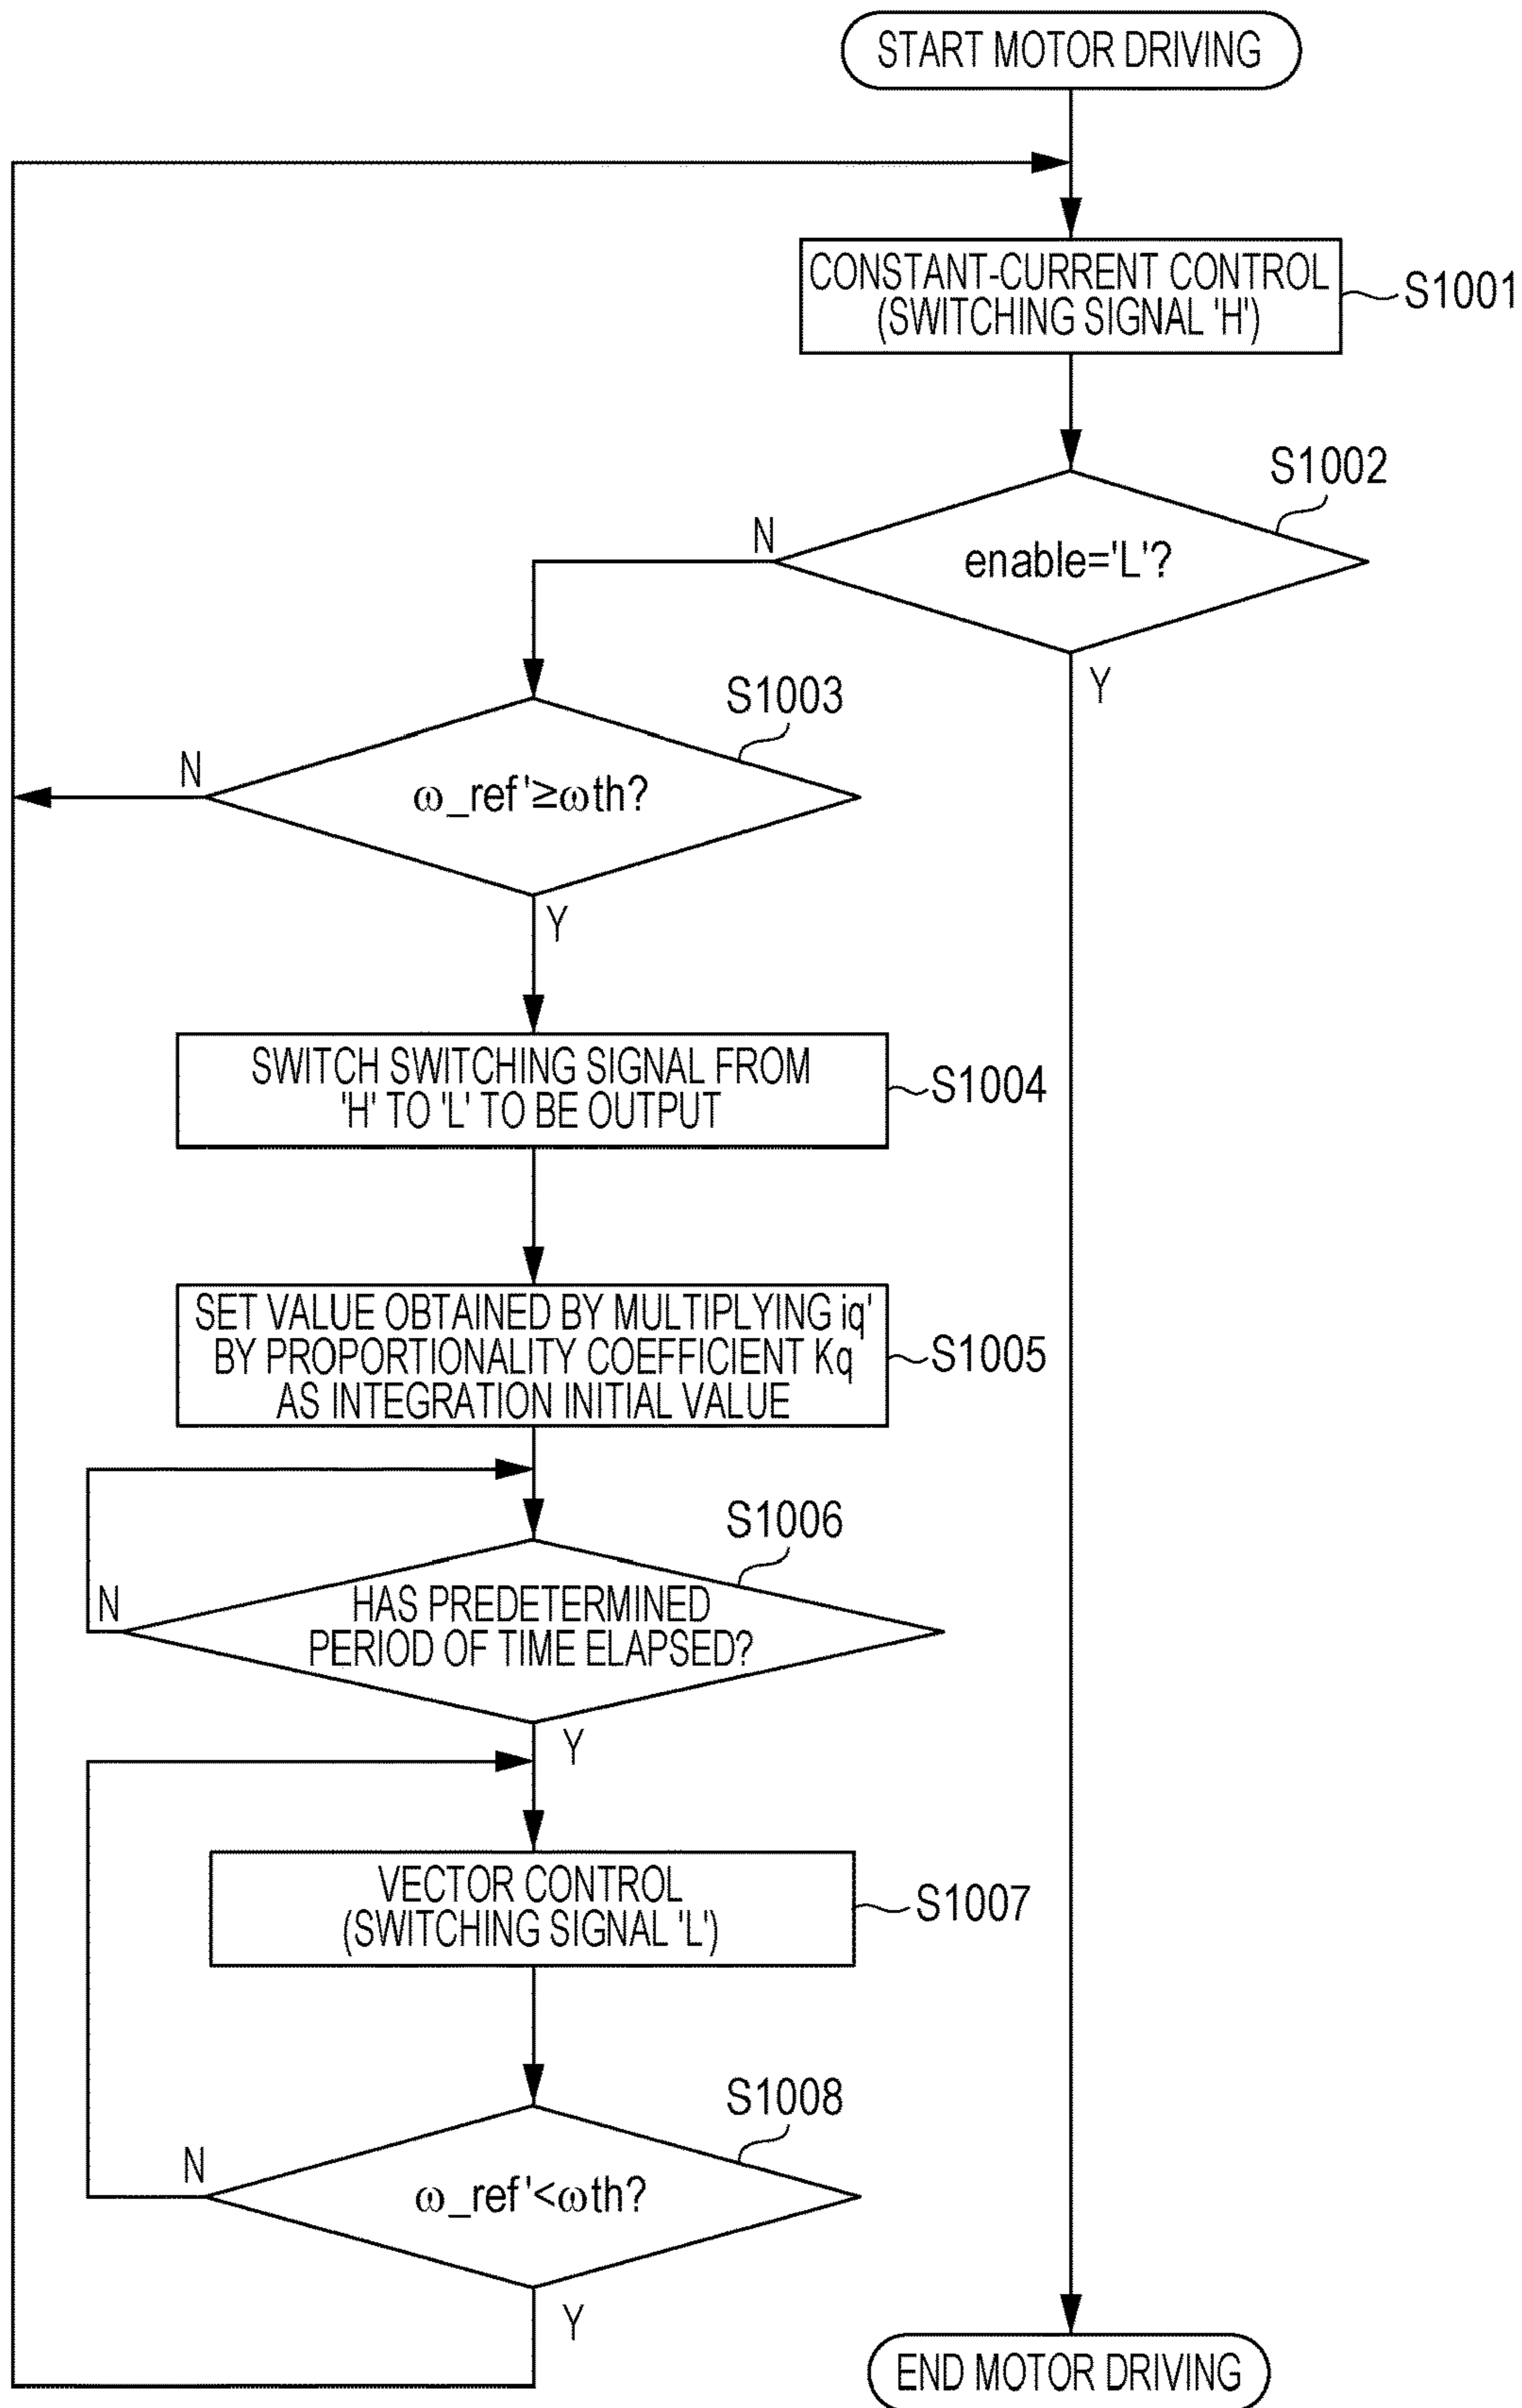 START MOTOR DRIVING
CONSTANT-CURRENT CONTROL
(SWITCHING SIGNAL 'H')
S1001
S1002
enable='L'?
N
Y
S1003
ω_ref'≥ωth?
N
Y
SWITCH SWITCHING SIGNAL FROM
'H' TO 'L' TO BE OUTPUT
S1004
SET VALUE OBTAINED BY MULTIPLYING iq'
BY PROPORTIONALITY COEFFICIENT Kq
AS INTEGRATION INITIAL VALUE
S1005
S1006
HAS PREDETERMINED
PERIOD OF TIME ELAPSED?
N
Y
VECTOR CONTROL
(SWITCHING SIGNAL 'L')
S1007
S1008
ω_ref'<ωth?
N
Y
END MOTOR DRIVING